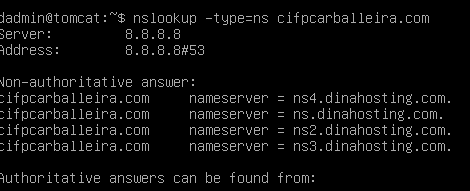 dadmin@tomcat:~$ nslookup -type=ns cifpcarballeira.com
Server: 8.8.8.8
Address: 8.8.8.8#53
Non-authoritative answer:
cifpcarballeira.com nameserver = ns4.dinahosting.com.
cifpcarballeira.com nameserver = ns.dinahosting.com.
cifpcarballeira.com nameserver = ns2.dinahosting.com.
cifpcarballeira.com nameserver = ns3.dinahosting.com.
Authoritative answers can be found from: